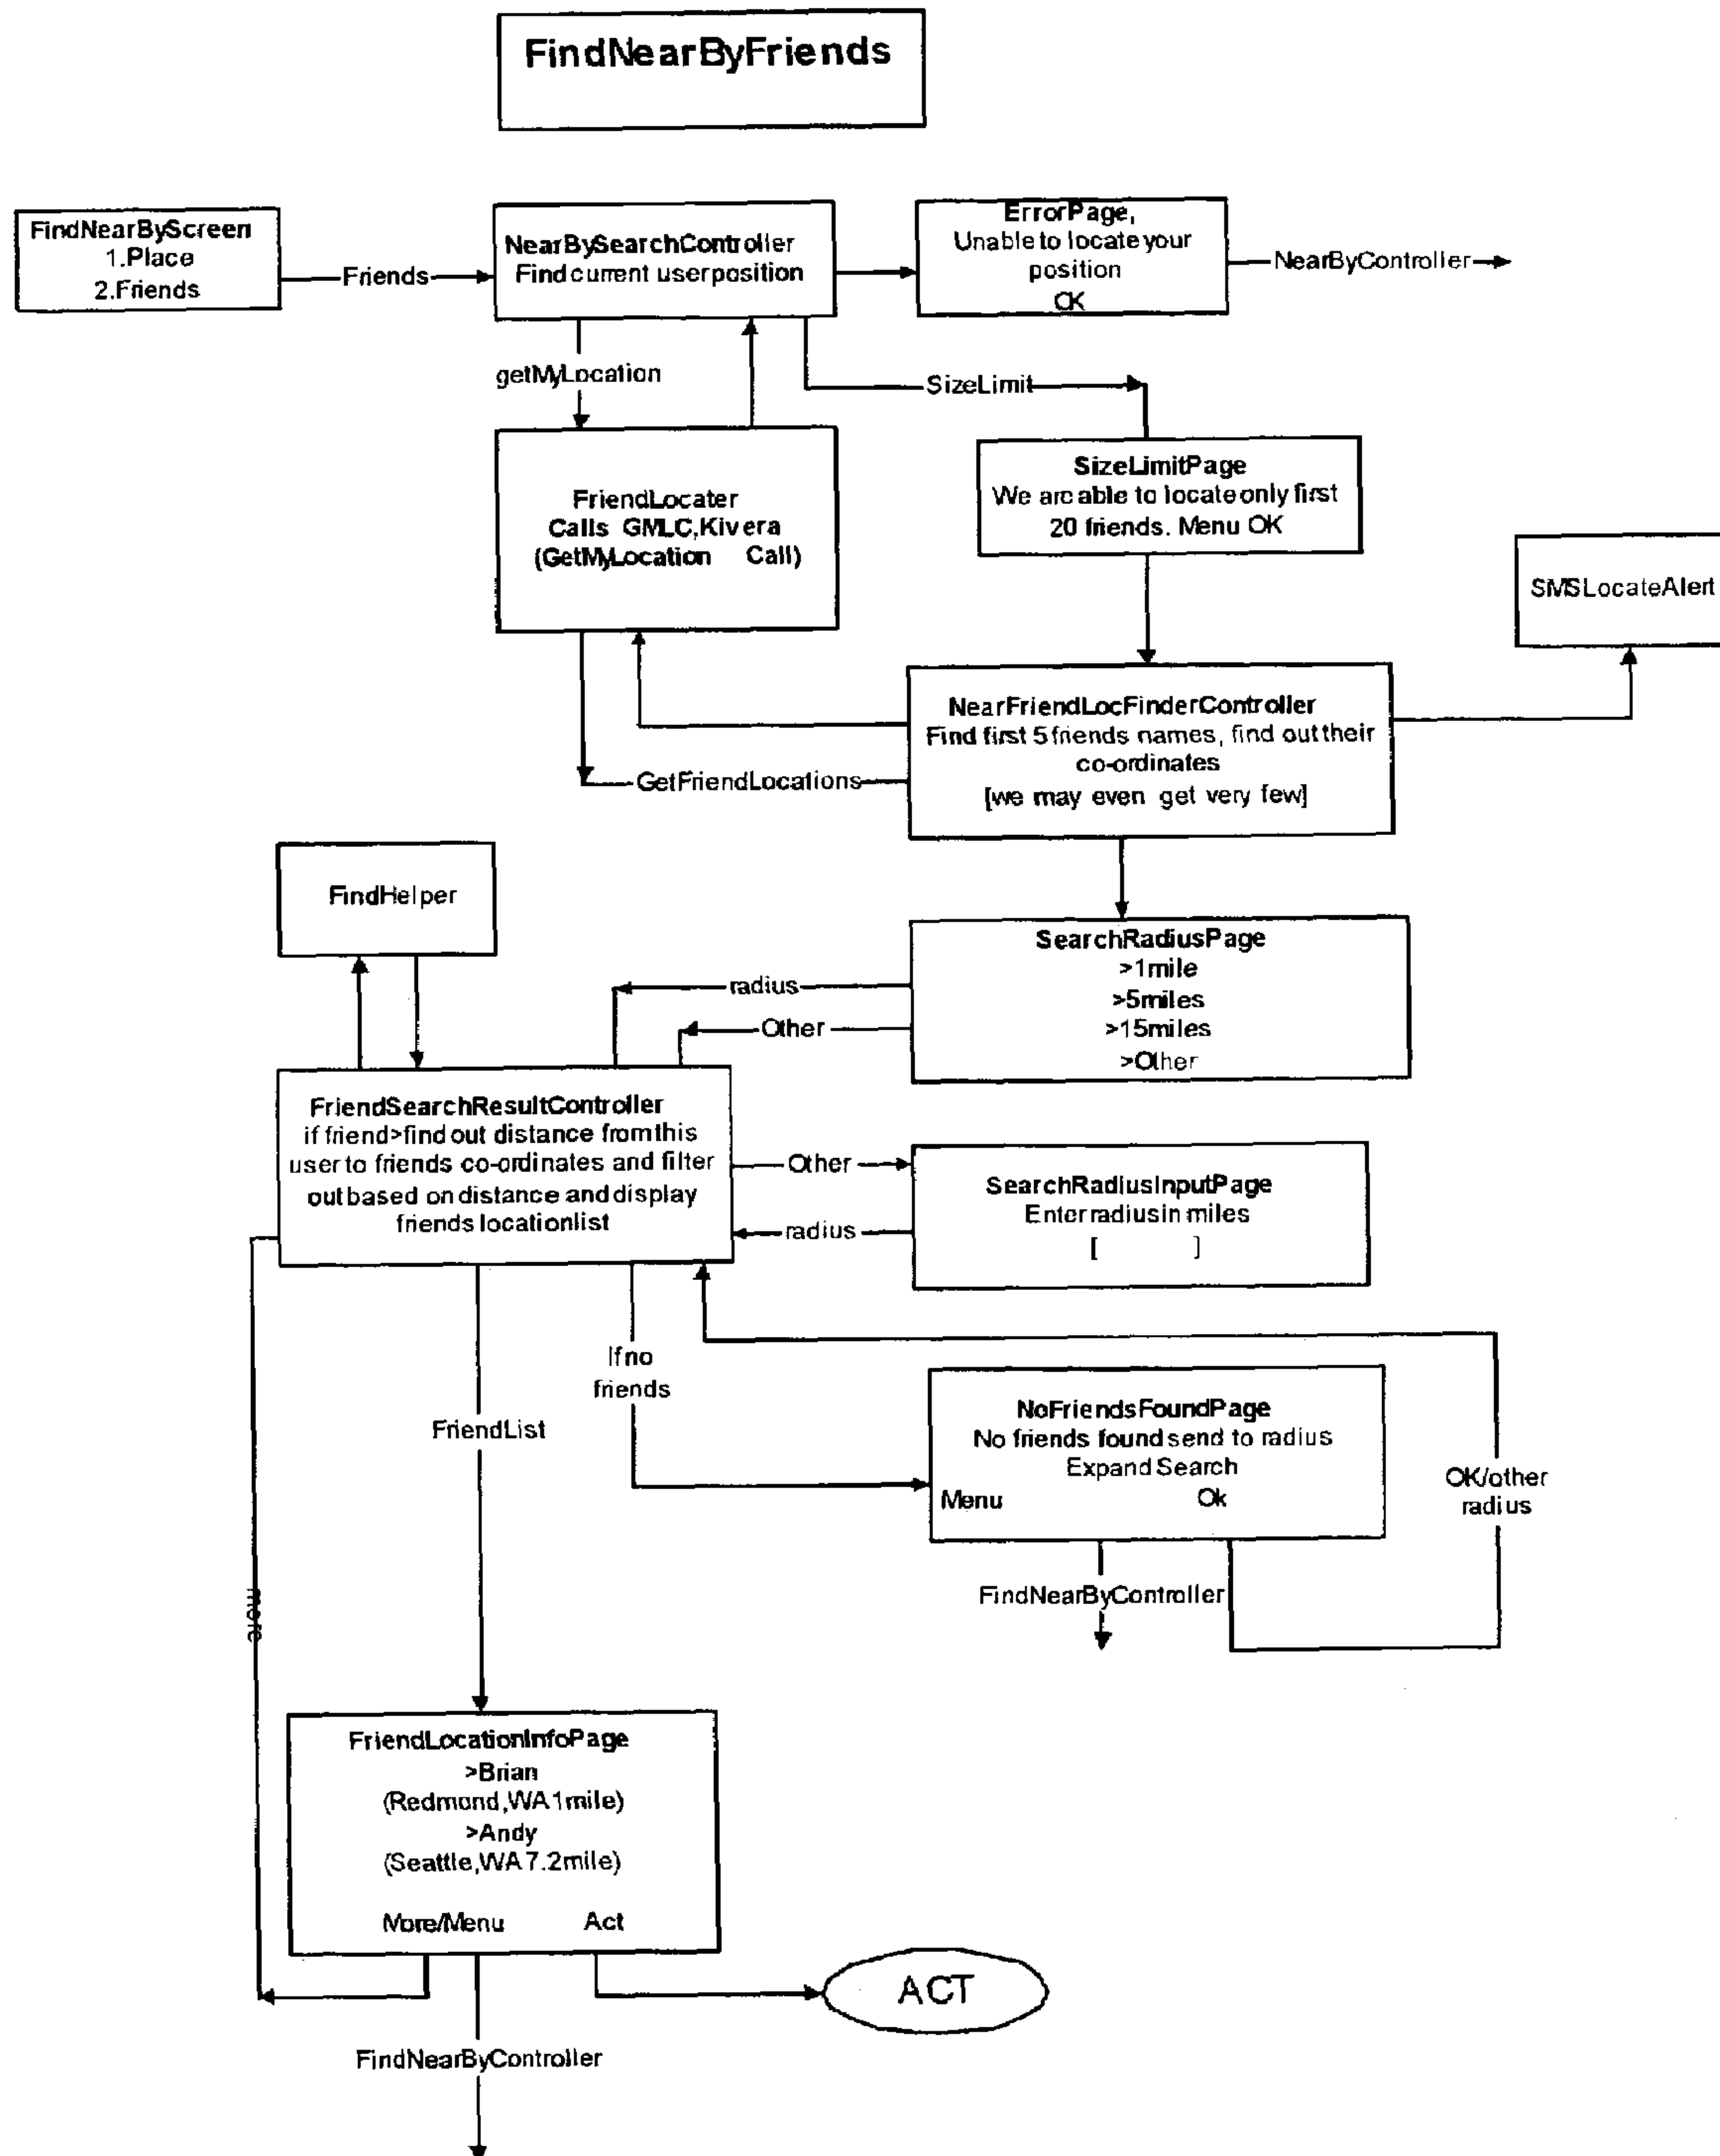 FindNearByFriends
FindNearByScreen
1.Place
2.Friends
Friends
NearBySearchController
Find current user position
ErrorPage,
Unable to locate your
position
OK
NearByController
getMyLocation
SizeLimit
FriendLocater
Calls GMLC,Kivera
(GetMyLocation Call)
SizeLimitPage
We are able to locate only first
20 friends. Menu OK
SMSLocateAlert
NearFriendLocFinderController
Find first 5 friends names, find out their
co-ordinates
[we may even get very few]
GetFriendLocations
FindHelper
SearchRadiusPage
>1mile
>5miles
>15miles
>Other
radius
Other
FriendSearchResultController
if friend>find out distance from this
user to friends co-ordinates and filter
out based on distance and display
friends location list
Other
radius
SearchRadiusInputPage
Enter radius in miles
[ ]
If no
friends
FriendList
NoFriendsFoundPage
No friends found send to radius
Expand Search
Menu Ok
OK/other
radius
FindNearByController
more
FriendLocationInfoPage
>Brian
(Redmond,WA 1mile)
>Andy
(Seattle,WA 7.2mile)
More/Menu Act
ACT
FindNearByController